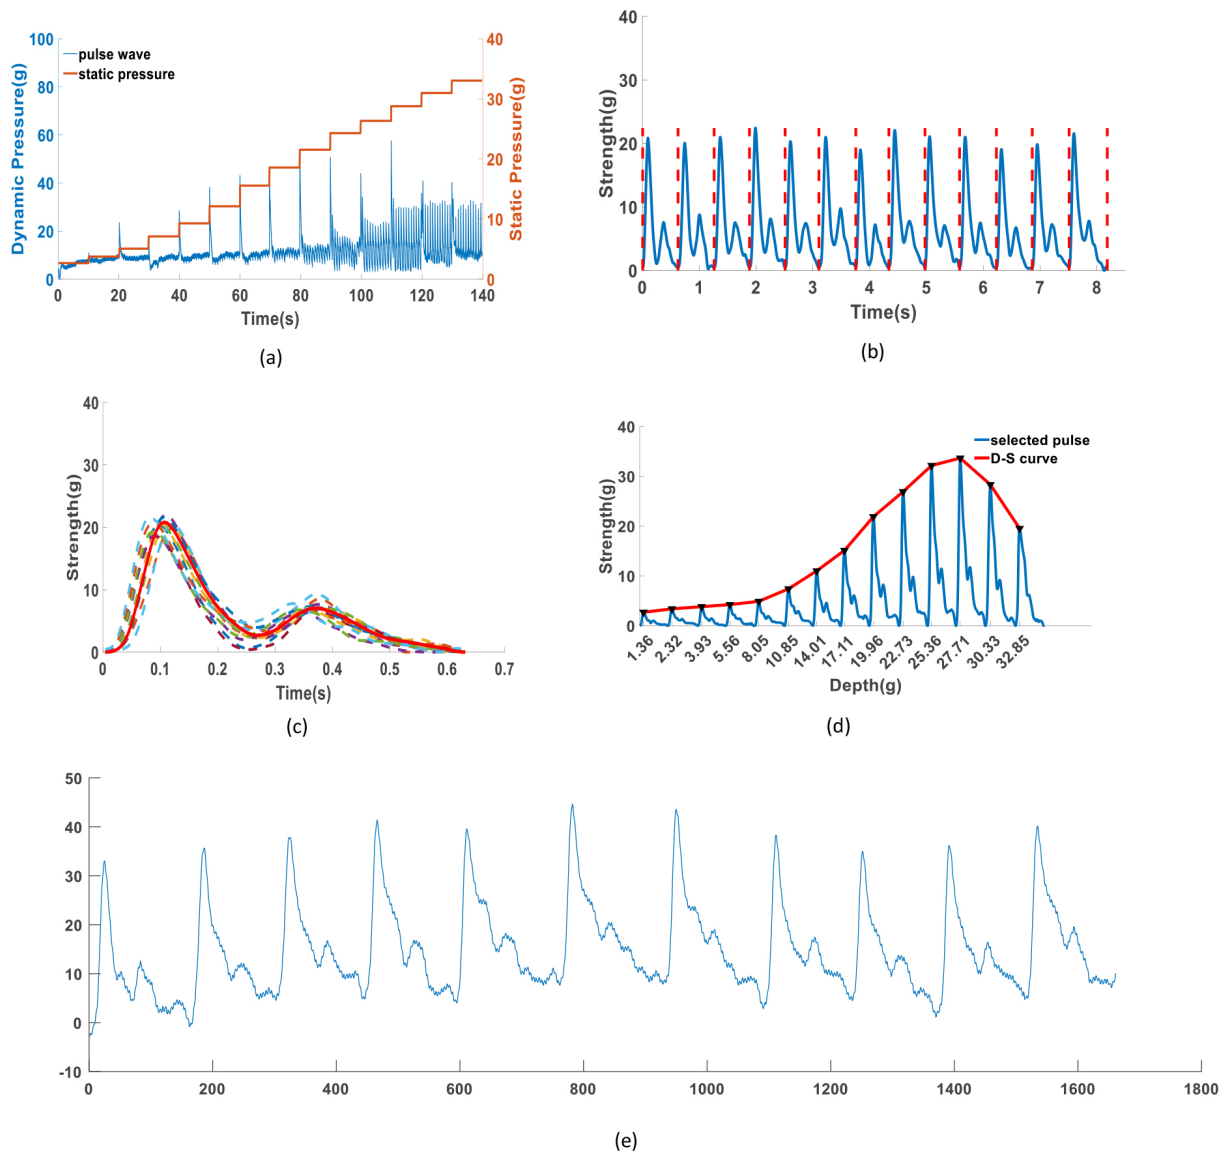 100
80
60
40
20
0
Dynamic Pressure(g)
pulse wave
static pressure
40
30
20
10
0
Static Pressure(g)
0 20 40 60 80 100 120 140
Time(s)
(a)
40
30
20
10
0
Strength(g)
0 1 2 3 4 5 6 7 8
Time(s)
(b)
40
30
20
10
0
Strength(g)
0 0.1 0.2 0.3 0.4 0.5 0.6 0.7
Time(s)
(c)
40
30
20
10
0
Strength(g)
selected pulse
D-S curve
1.36 2.32 3.93 5.56 8.05 10.85 14.01 17.11 19.96 22.73 25.36 27.71 30.33 32.85
Depth(g)
(d)
50
40
30
20
10
0
-10
0 200 400 600 800 1000 1200 1400 1600 1800
(e)